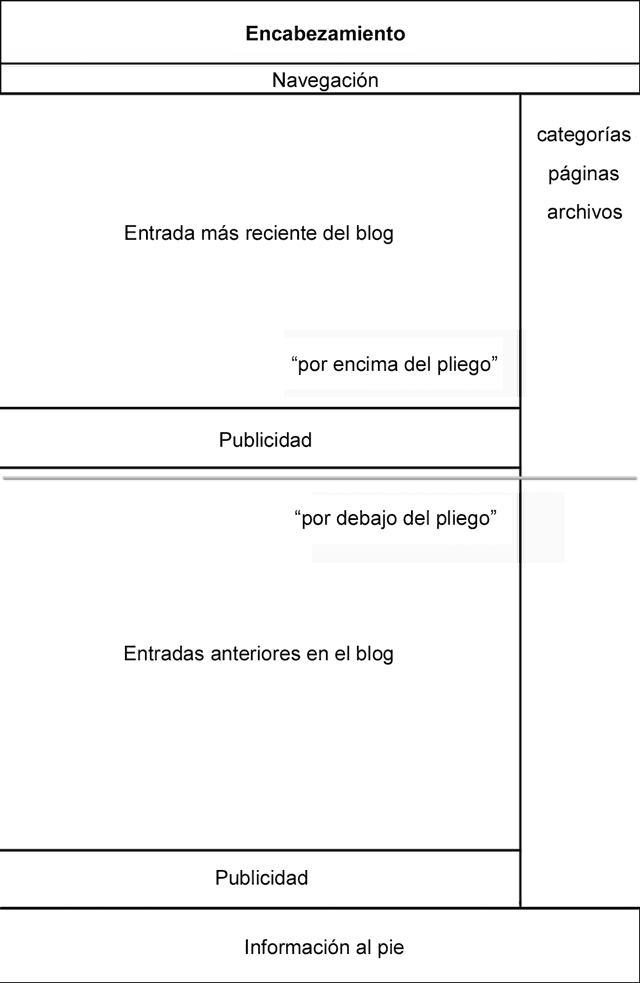 Encabezamiento
Navegación
categorías
páginas
archivos
Entrada más reciente del blog
“por encima del pliego”
Publicidad
“por debajo del pliego”
Entradas anteriores en el blog
Publicidad
Información al pie